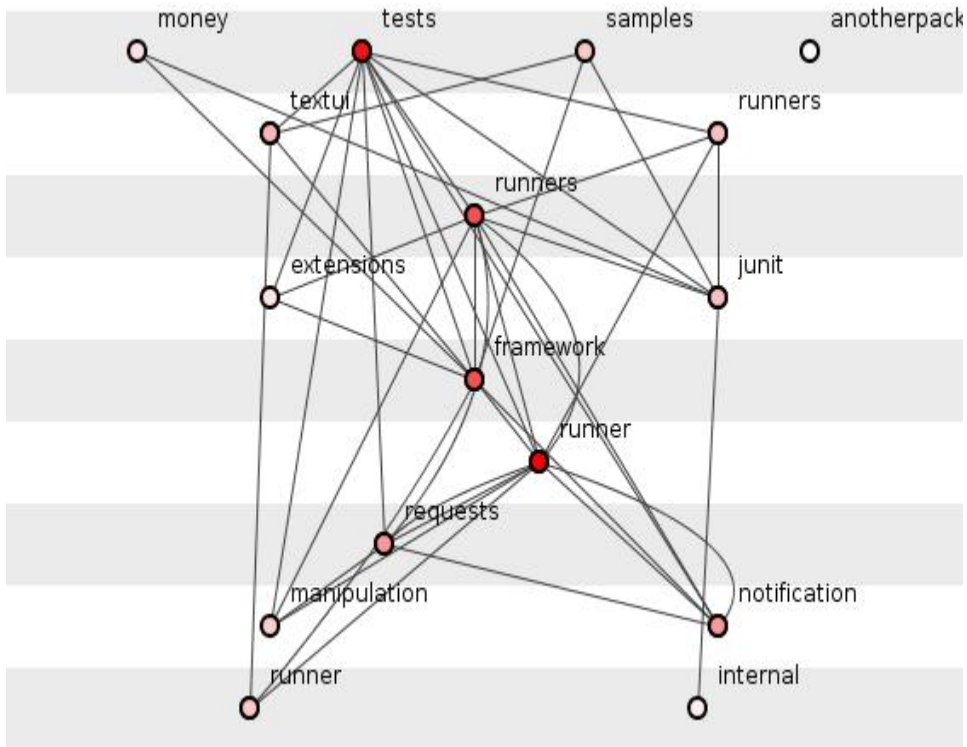 money tests samples anotherpack
textui runners
runners
extensions junit
framework
runner
requests
manipulation notification
runner internal